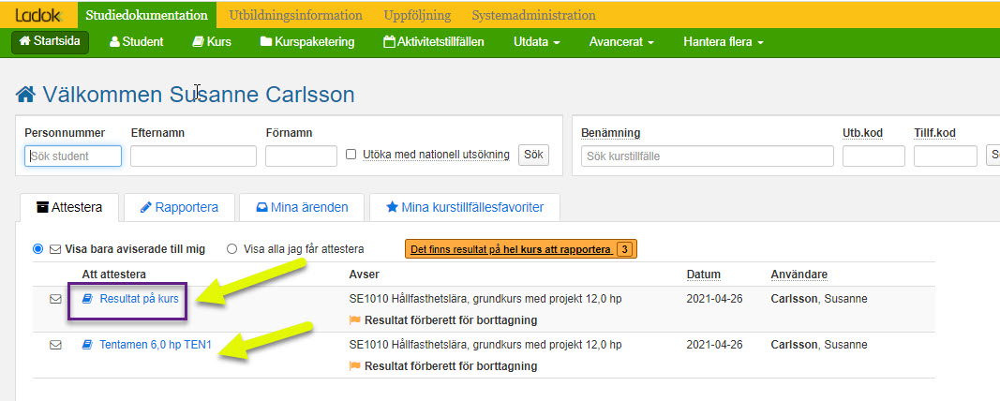 Ladok Studiedokumentation Utbildningsinformation Uppföljning Systemadministration
Startsida Student Kurs Kurspaketering Aktivitetstillfällen Utdata Avancerat Hantera flera
Välkommen Susanne Carlsson
Personnummer Efternamn Förnamn Benämning Utb.kod Tillf.kod
Sök student Utöka med nationell utsökning Sök Sök kurstillfälle
Attestera Rapportera Mina ärenden Mina kurstillfällesfavoriter
Visa bara aviserade till mig Visa alla jag får attestera Det finns resultat på hel kurs att rapportera 3
Att attestera Avser Datum Användare
Resultat på kurs SE1010 Hållfasthetslära, grundkurs med projekt 12,0 hp 2021-04-26 Carlsson, Susanne
Resultat förberett för borttagning
Tentamen 6,0 hp TEN1 SE1010 Hållfasthetslära, grundkurs med projekt 12,0 hp 2021-04-26 Carlsson, Susanne
Resultat förberett för borttagning